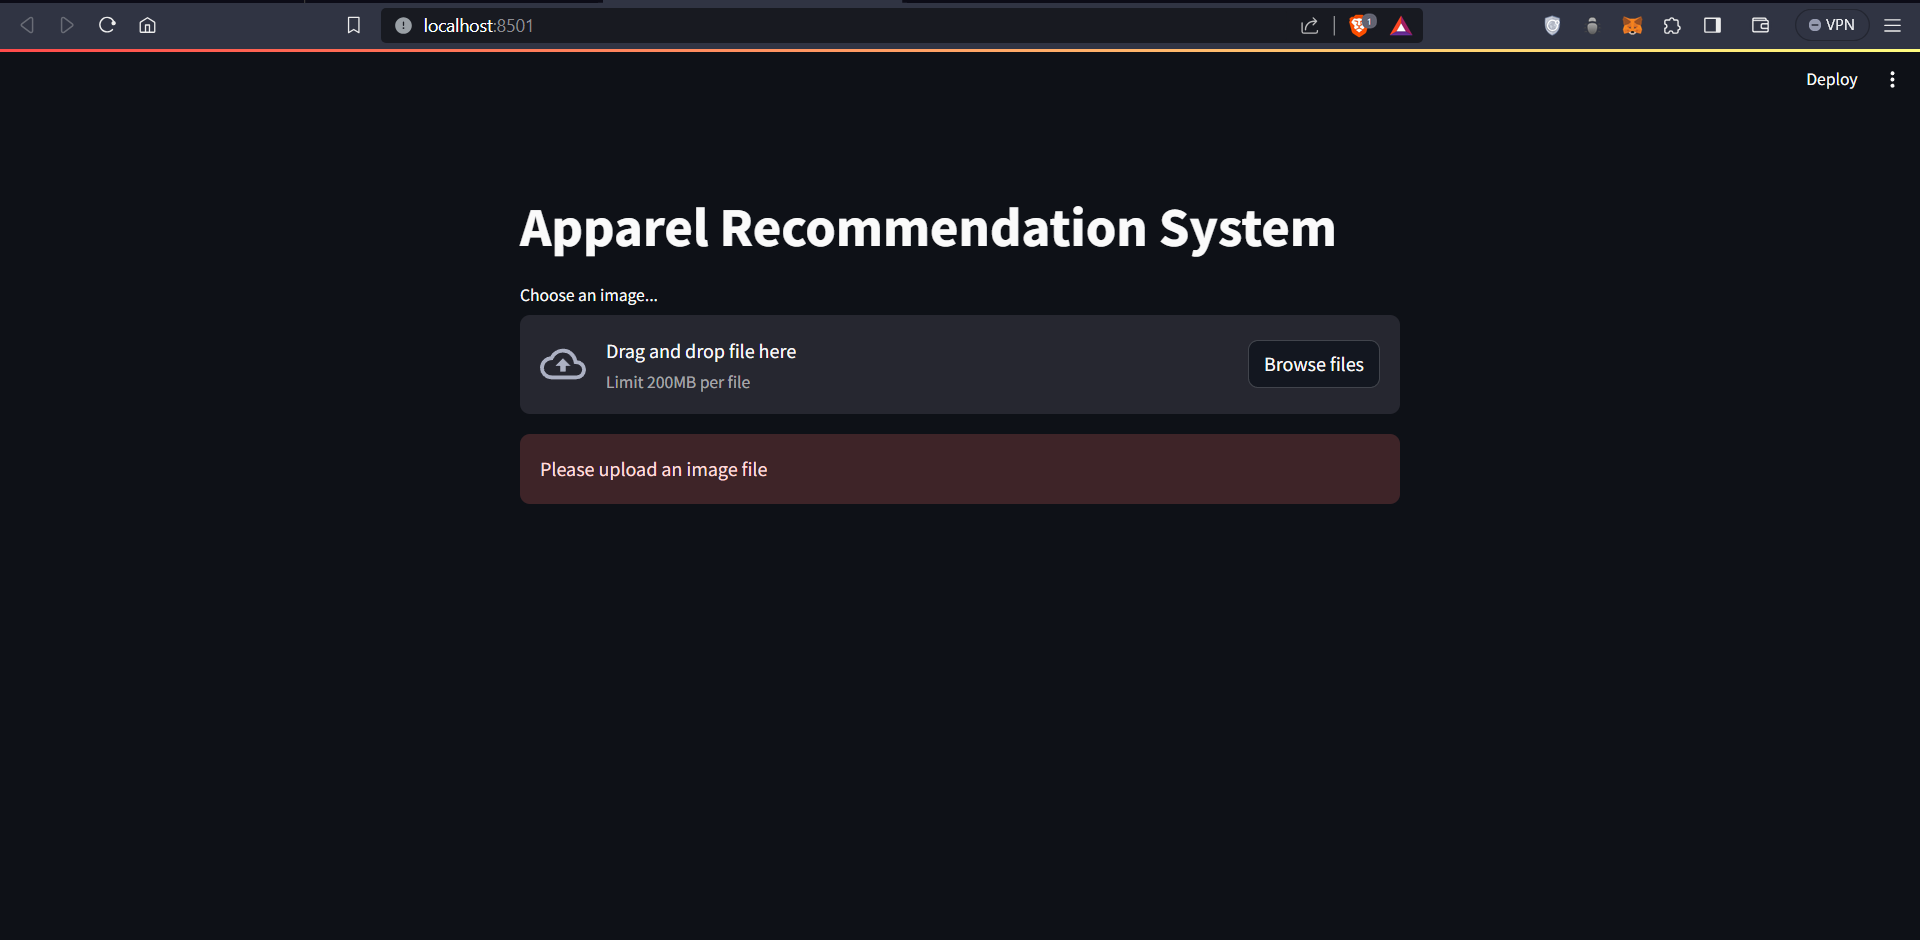 localhost:8501
1
VPN
Deploy
Apparel Recommendation System
Choose an image...
Drag and drop file here
Limit 200MB per file
Browse files
Please upload an image file